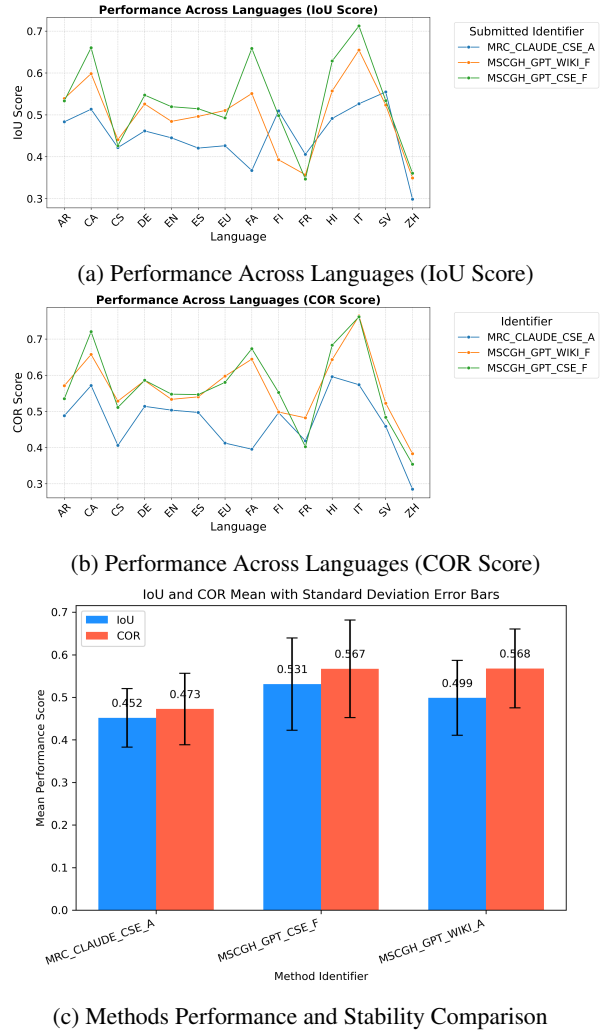 Performance Across Languages (IoU Score)
0.7
0.6
0.5
0.4
0.3
IoU Score
AR CA CS DE EN ES EU FA FI FR HI IT SV ZH
Language
Submitted Identifier
MRC_CLAUDE_CSE_A
MSCGH_GPT_WIKI_F
MSCGH_GPT_CSE_F
(a) Performance Across Languages (IoU Score)
Performance Across Languages (COR Score)
0.7
0.6
0.5
0.4
0.3
COR Score
AR CA CS DE EN ES EU FA FI FR HI IT SV ZH
Language
Identifier
MRC_CLAUDE_CSE_A
MSCGH_GPT_WIKI_F
MSCGH_GPT_CSE_F
(b) Performance Across Languages (COR Score)
IoU and COR Mean with Standard Deviation Error Bars
IoU
COR
0.7
0.6
0.5
0.4
0.3
0.2
0.1
0.0
Mean Performance Score
0.452 0.473 0.531 0.567 0.499 0.568
MRC_CLAUDE_CSE_A MSCGH_GPT_CSE_F MSCGH_GPT_WIKI_A
Method Identifier
(c) Methods Performance and Stability Comparison